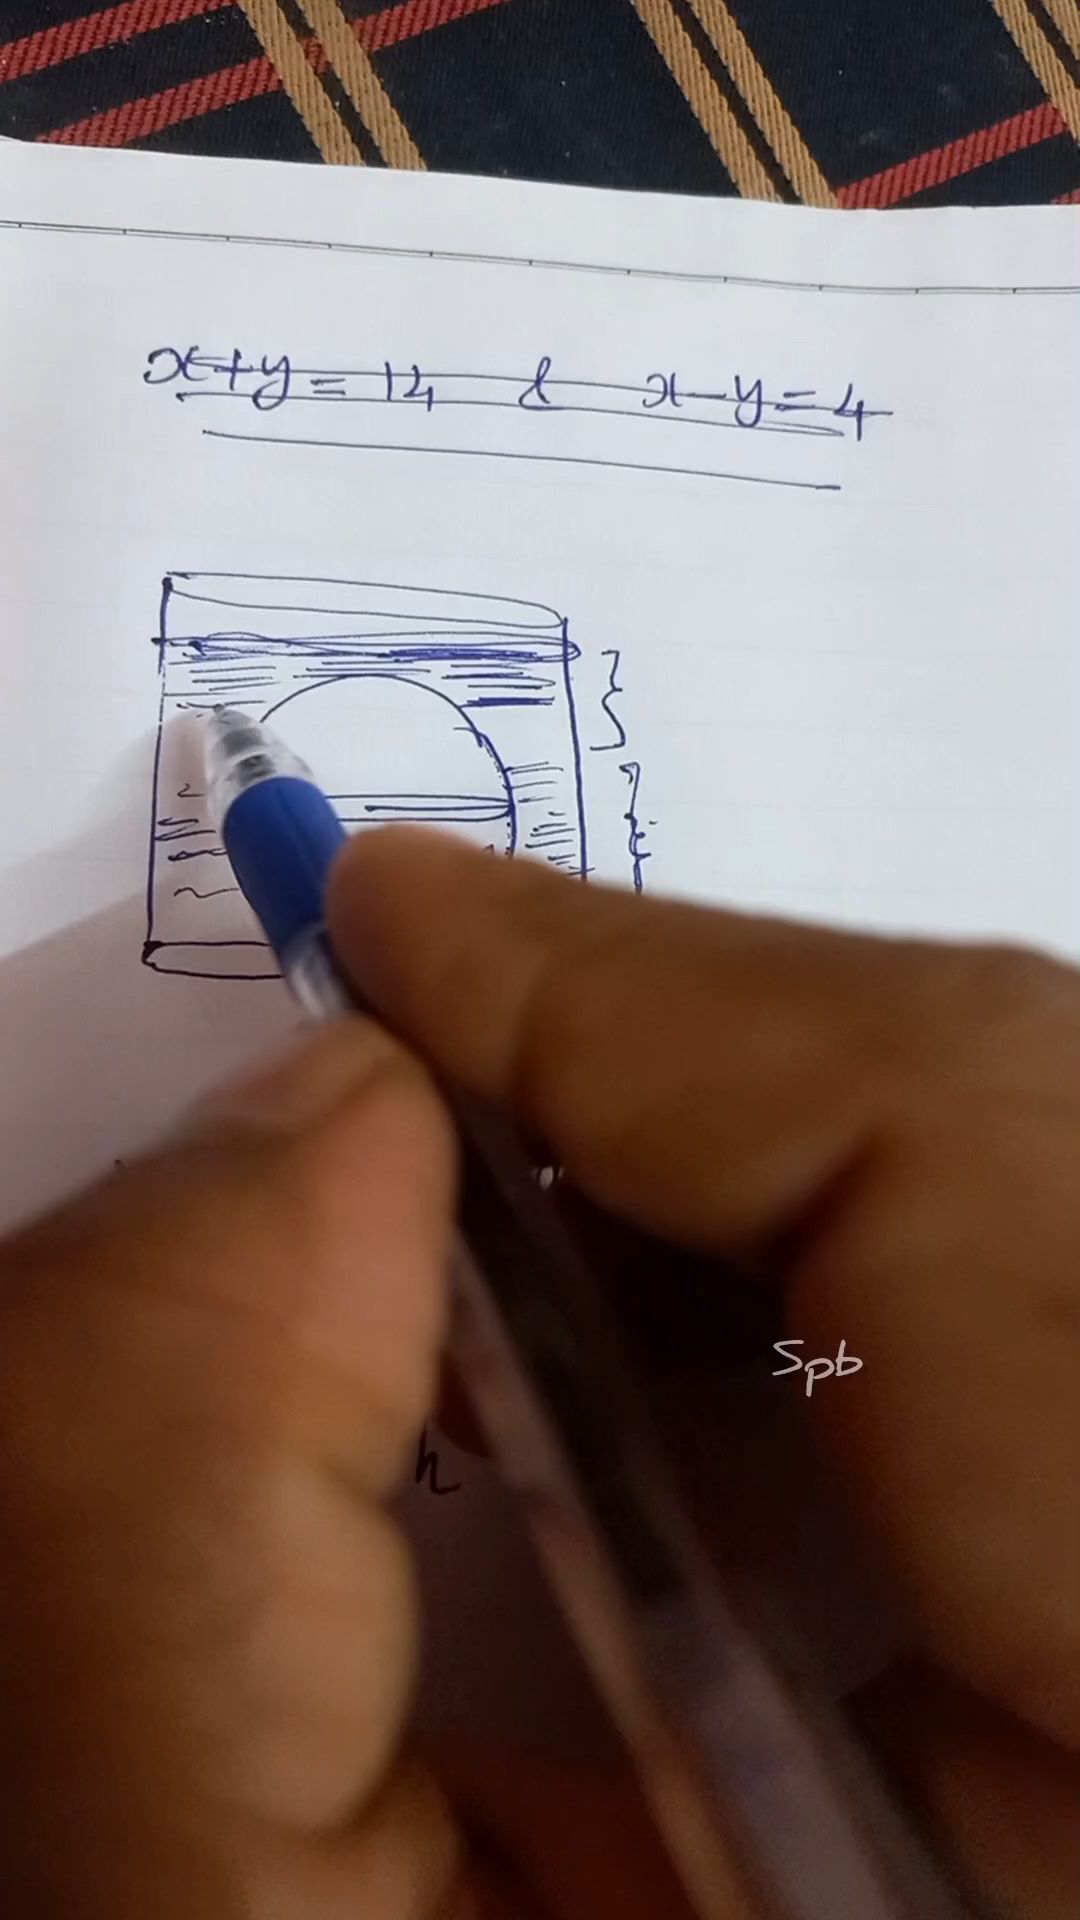 x+y = 14 & x-y = 4
h
Spb